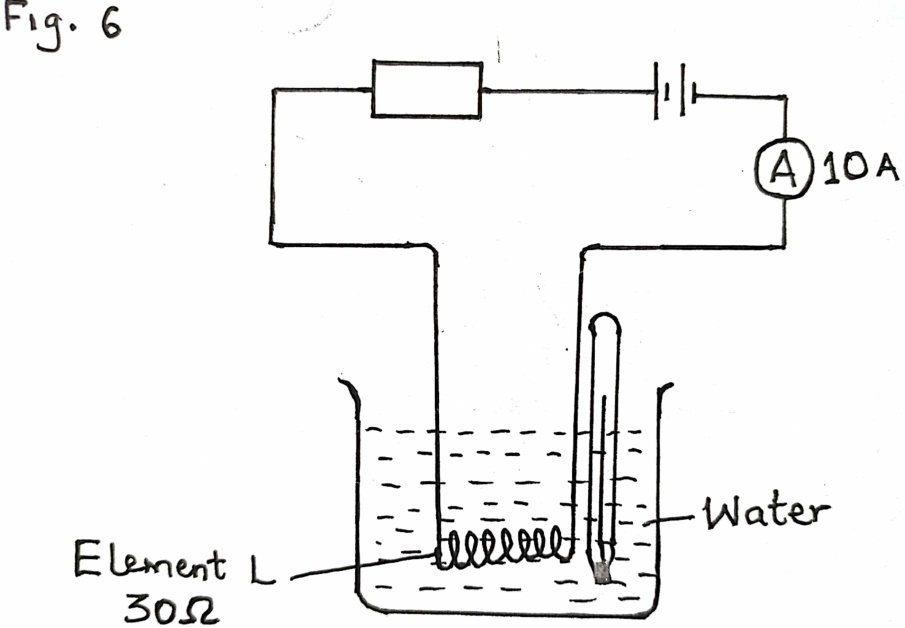 Fig. 6
A 10A
Water
Element L
30Ω